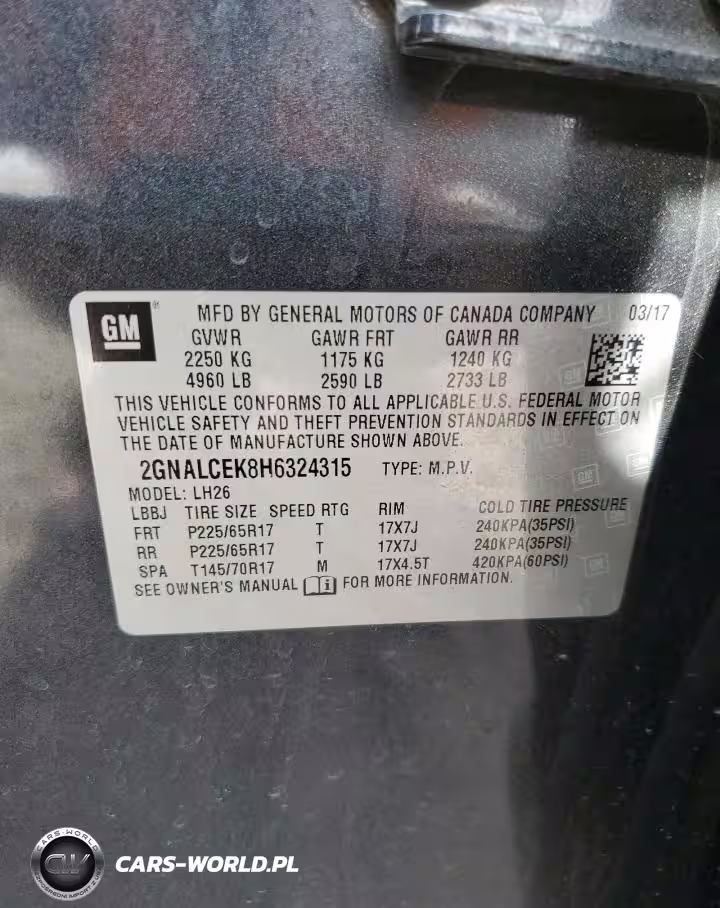 GM
®
MFD BY GENERAL MOTORS OF CANADA COMPANY 03/17
GVWR GAWR FRT GAWR RR
2250 KG 1175 KG 1240 KG
4960 LB 2590 LB 2733 LB
THIS VEHICLE CONFORMS TO ALL APPLICABLE U.S. FEDERAL MOTOR
VEHICLE SAFETY AND THEFT PREVENTION STANDARDS IN EFFECT ON
THE DATE OF MANUFACTURE SHOWN ABOVE.
2GNALCEK8H6324315 TYPE: M.P.V.
MODEL: LH26
LBBJ TIRE SIZE SPEED RTG RIM COLD TIRE PRESSURE
FRT P225/65R17 T 17X7J 240KPA(35PSI)
RR P225/65R17 T 17X7J 240KPA(35PSI)
SPA T145/70R17 M 17X4.5T 420KPA(60PSI)
SEE OWNER'S MANUAL i FOR MORE INFORMATION.
CARS-WORLD
CW
CARS-WORLD.PL